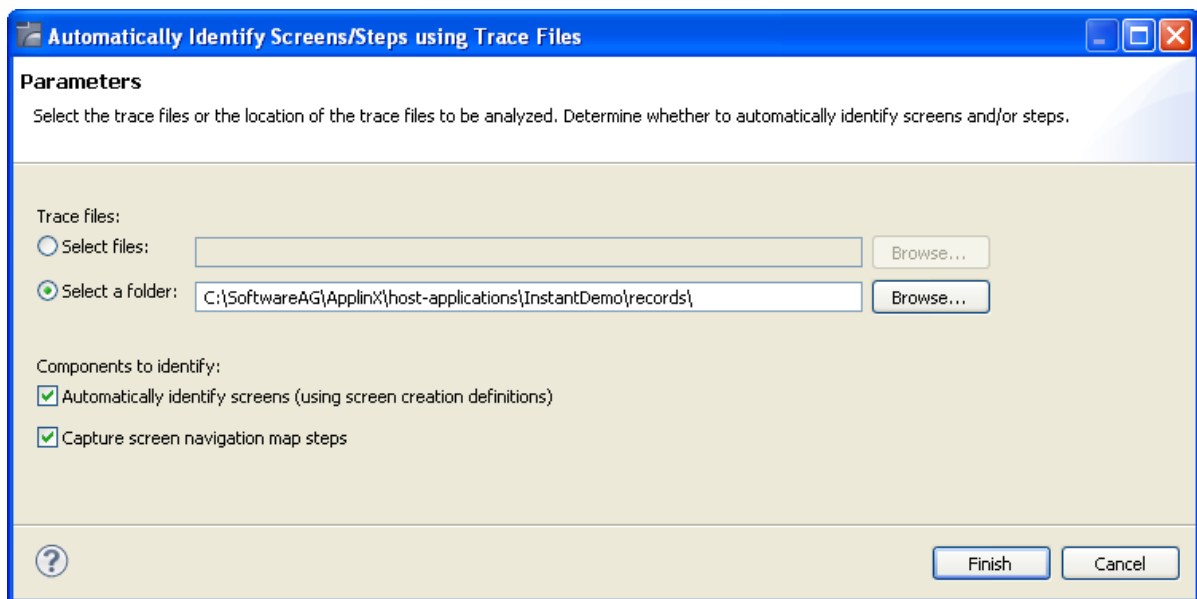 Automatically Identify Screens/Steps using Trace Files
Parameters
Select the trace files or the location of the trace files to be analyzed. Determine whether to automatically identify screens and/or steps.
Trace files:
Select files: Browse...
Select a folder: C:\SoftwareAG\ApplinX\host-applications\InstantDemo\records\ Browse...
Components to identify:
Automatically identify screens (using screen creation definitions)
Capture screen navigation map steps
? Finish Cancel